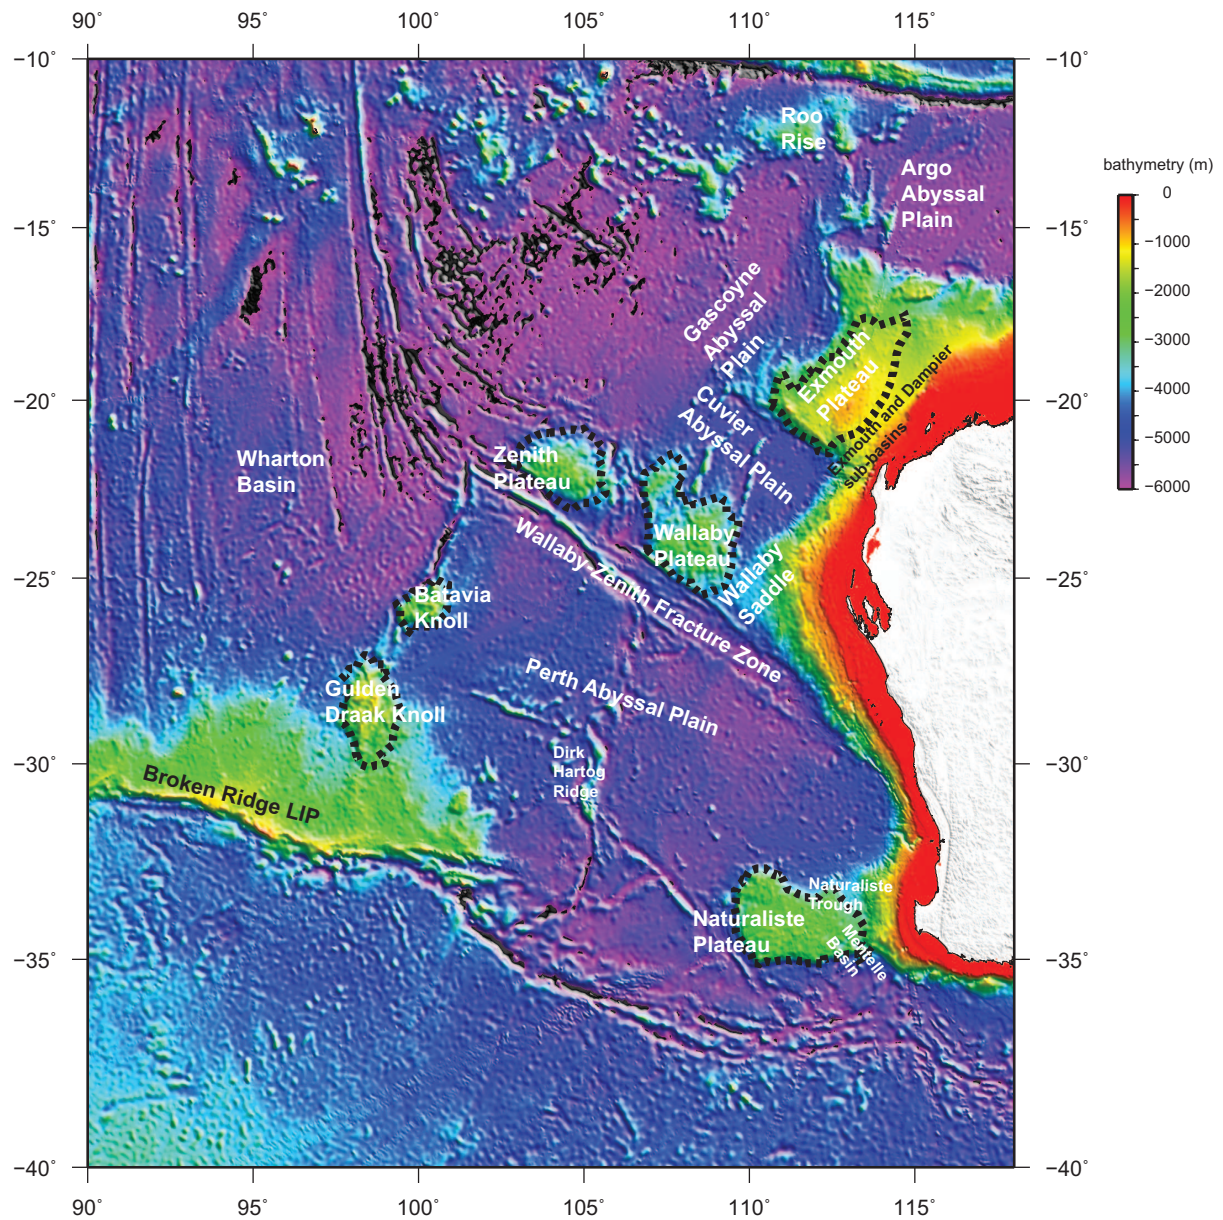 90˚
95˚
100˚
105˚
110˚
115˚
−10˚
−10˚
Roo
Rise
bathymetry (m)
Argo
Abyssal
Plain
0
−1000
−2000
−3000
−4000
−5000
−6000
−15˚
−15˚
Gascoyne
Abyssal
Plain
Exmouth
Plateau
Exmouth and Dampier
sub-basins
−20˚
−20˚
Cuvier
Abyssal Plain
Wharton
Basin
Zenith
Plateau
Wallaby
Plateau
Wallaby
Saddle
Wallaby-Zenith Fracture Zone
−25˚
−25˚
Batavia
Knoll
Perth Abyssal Plain
Gulden
Draak Knoll
Dirk
Hartog
Ridge
−30˚
−30˚
Broken Ridge LIP
Naturaliste
Trough
Naturaliste
Plateau
Mentelle
Basin
−35˚
−35˚
−40˚
−40˚
90˚
95˚
100˚
105˚
110˚
115˚